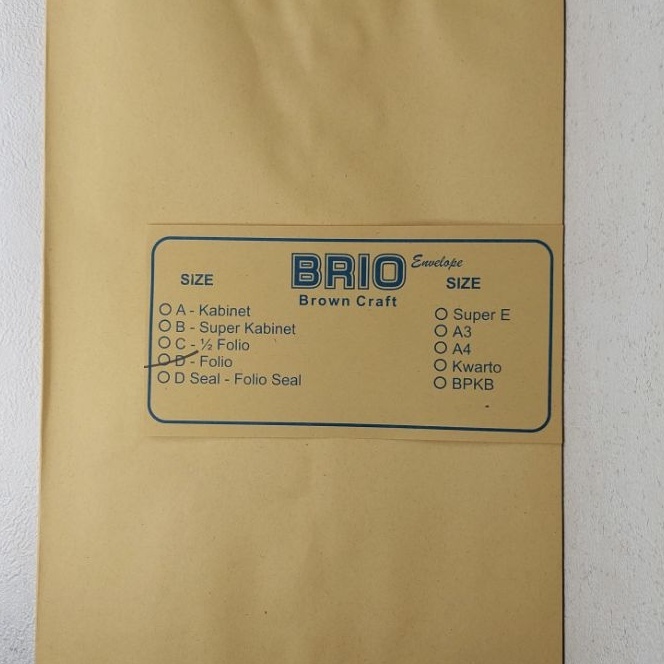 BRIO Envelope
Brown Craft
SIZE
A - Kabinet
B - Super Kabinet
C - ½ Folio
D - Folio
D Seal - Folio Seal
SIZE
Super E
A3
A4
Kwarto
BPKB